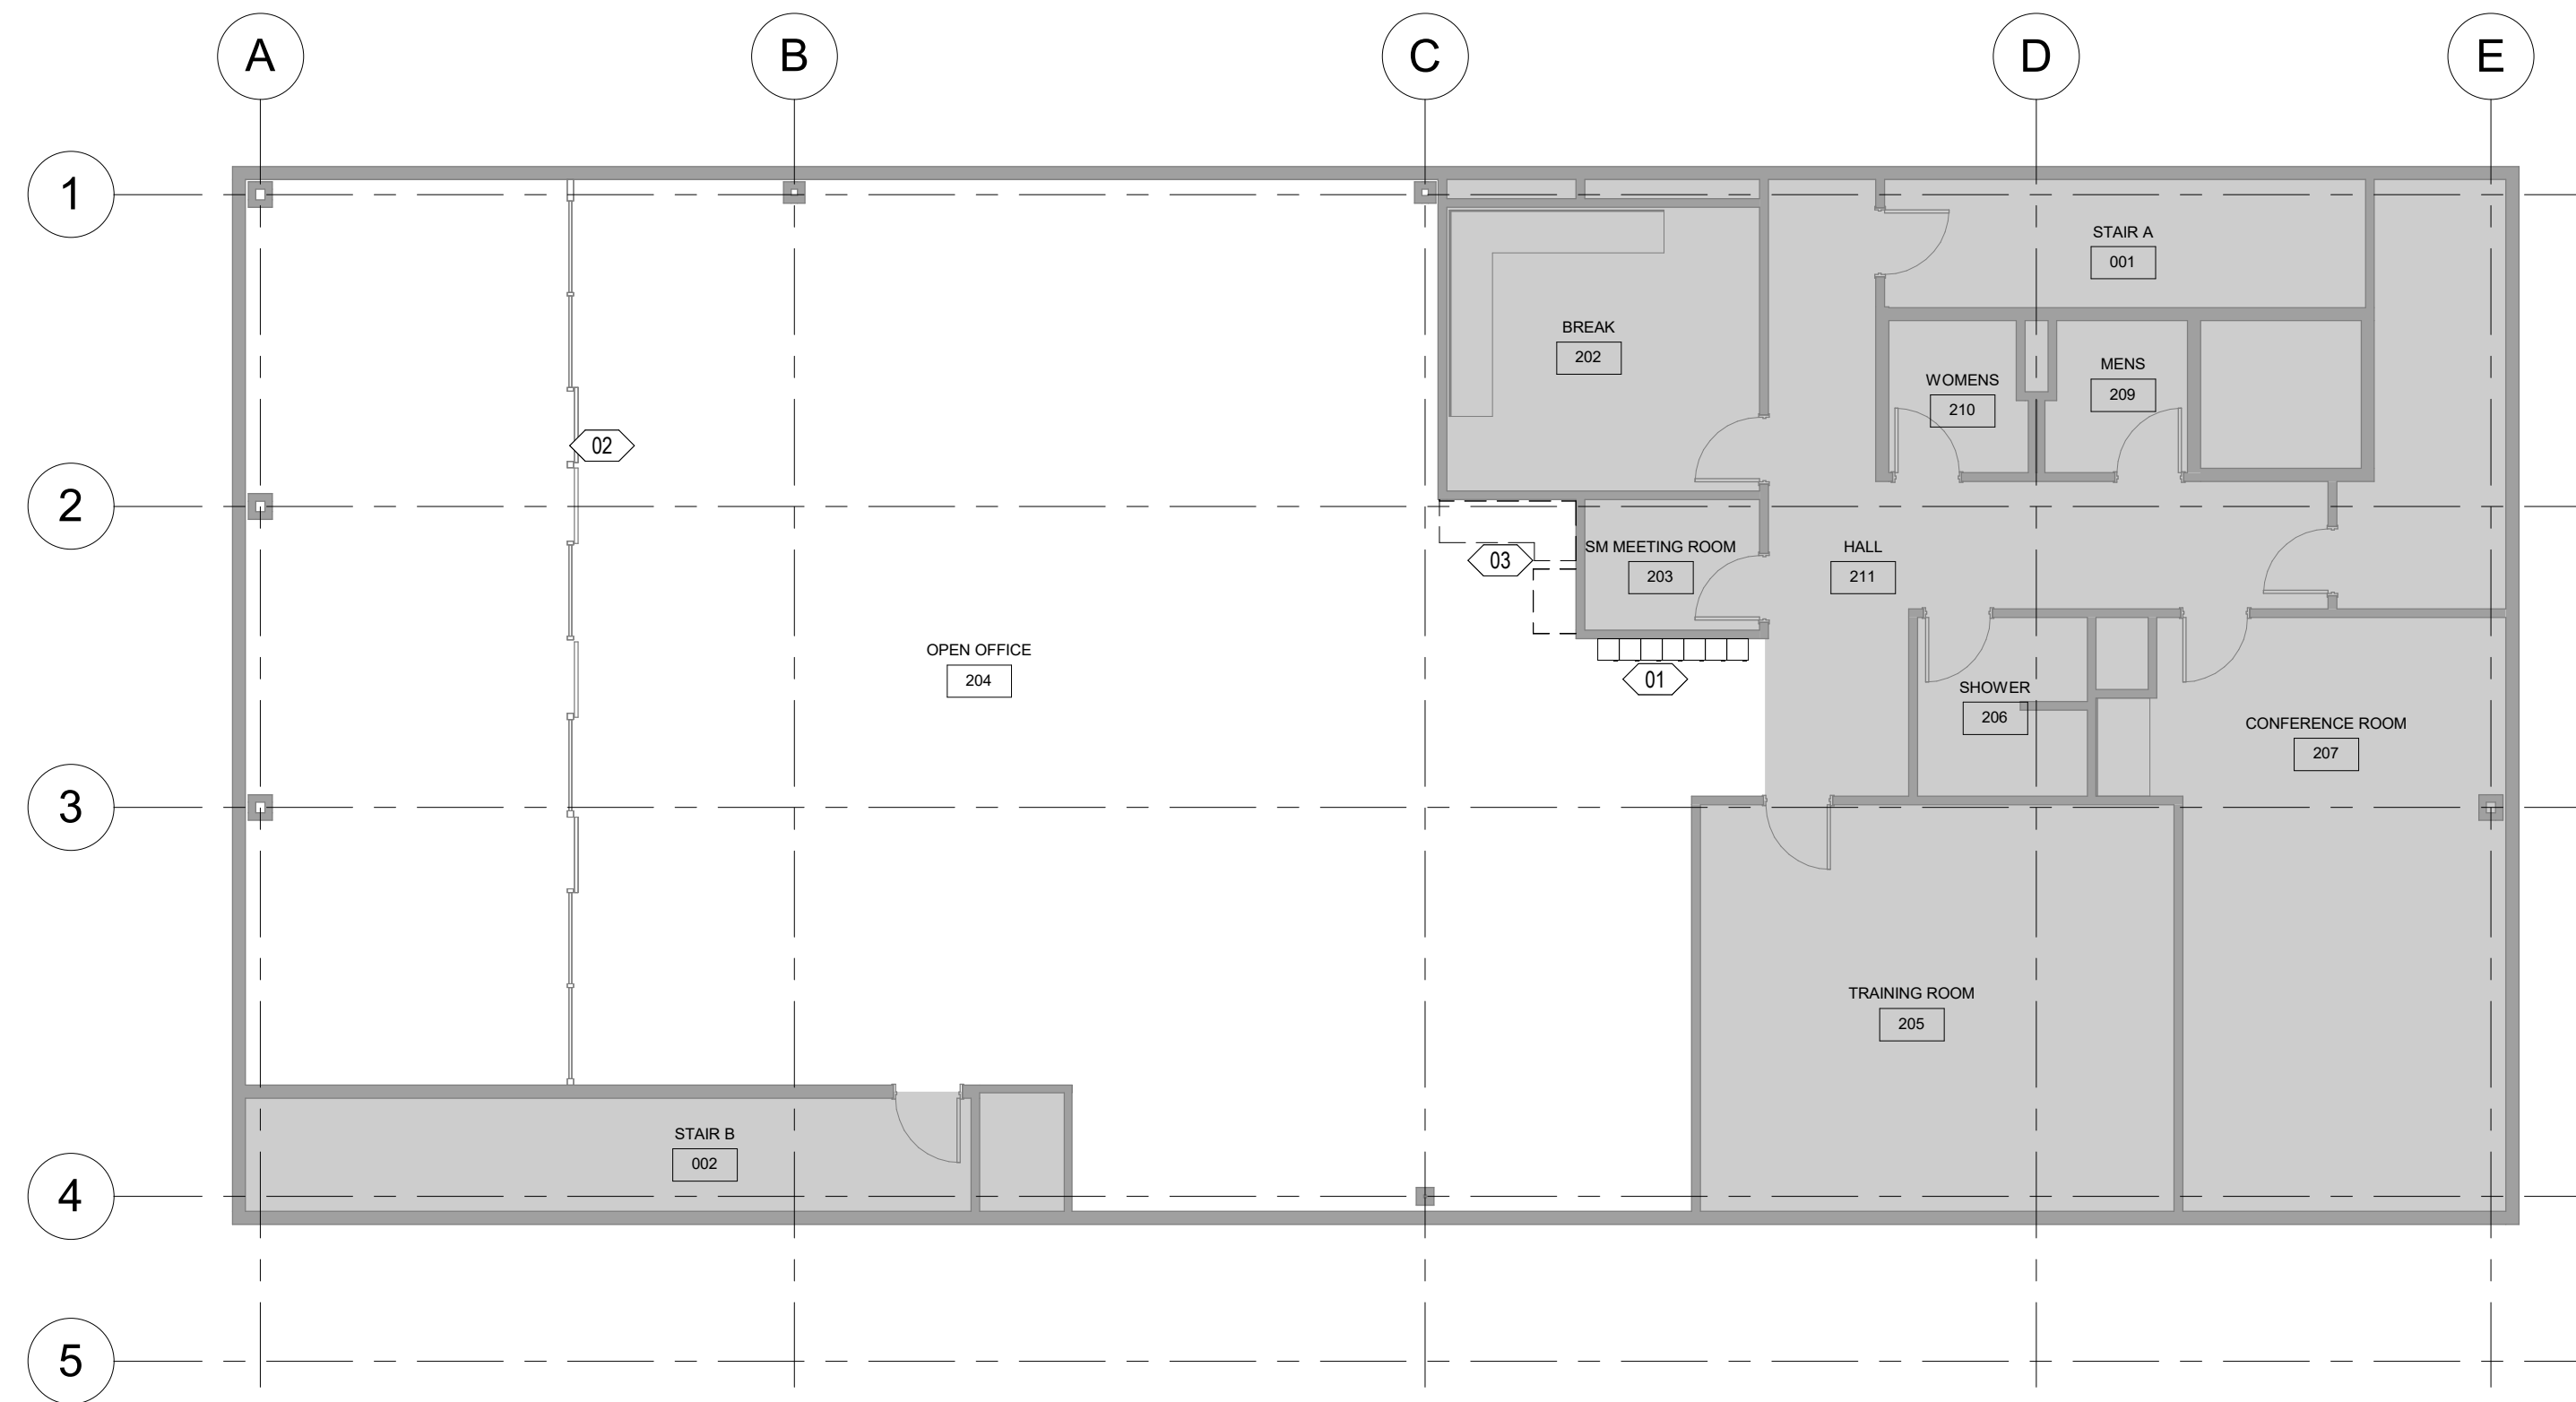 A
B
C
D
E
1
2
3
4
5
STAIR A
001
BREAK
202
MENS
209
WOMENS
210
02
SM MEETING ROOM
203
HALL
211
03
OPEN OFFICE
204
01
SHOWER
206
CONFERENCE ROOM
207
TRAINING ROOM
205
STAIR B
002